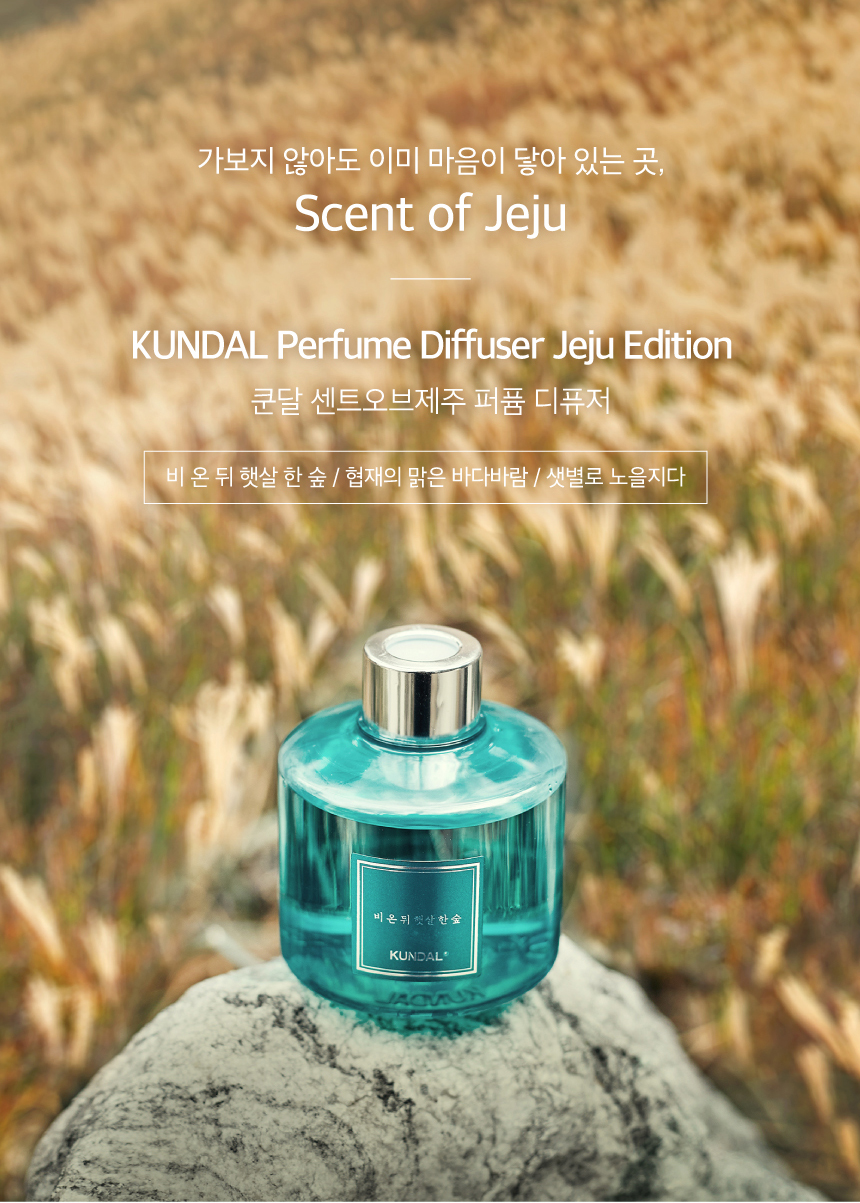 가보지 않아도 이미 마음이 닿아 있는 곳,
Scent of Jeju
KUNDAL Perfume Diffuser Jeju Edition
쿤달 센트오브제주 퍼퓸 디퓨저
비 온 뒤 햇살 한 숲 / 협재의 맑은 바다바람 / 샛별로 노을지다
비 온 뒤 햇살 한 숲
KUNDAL®
KUNDAL